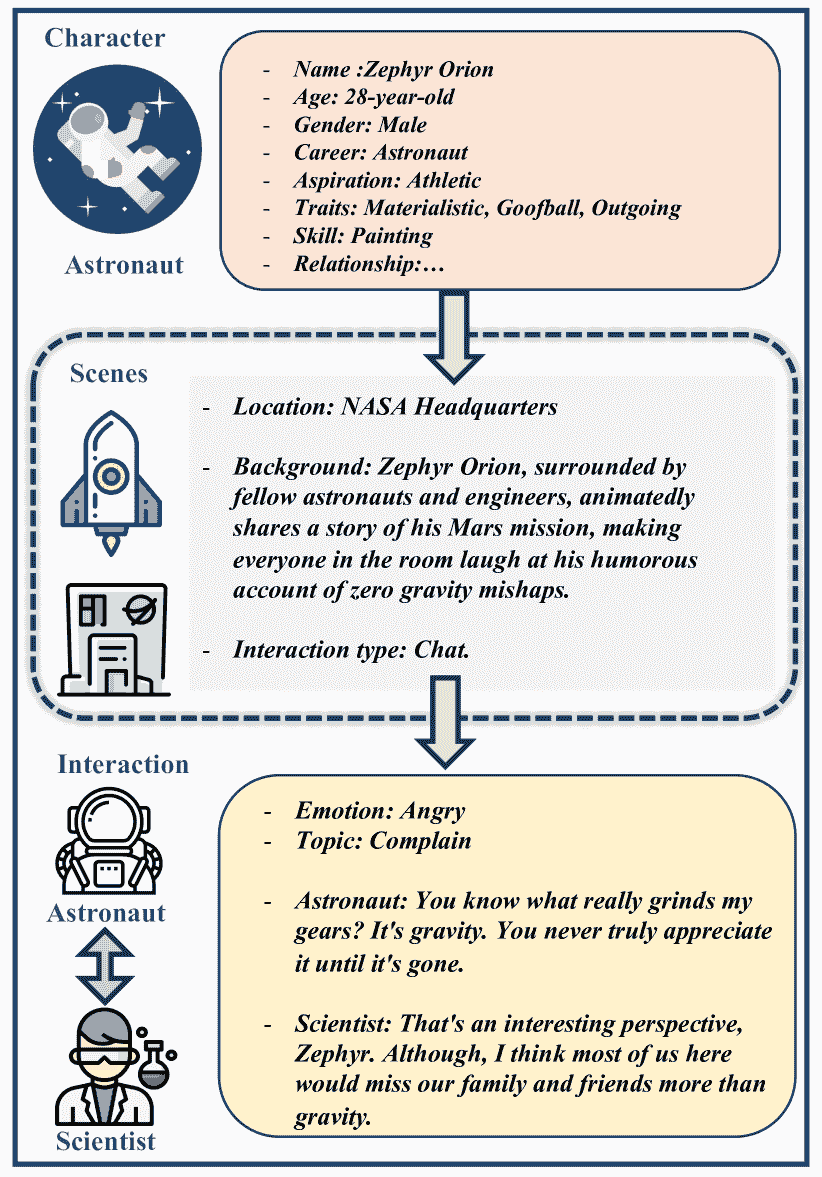 Character
- Name :Zephyr Orion
- Age: 28-year-old
- Gender: Male
- Career: Astronaut
- Aspiration: Athletic
- Traits: Materialistic, Goofball, Outgoing
- Skill: Painting
- Relationship:…
Astronaut
Scenes
- Location: NASA Headquarters
- Background: Zephyr Orion, surrounded by
fellow astronauts and engineers, animatedly
shares a story of his Mars mission, making
everyone in the room laugh at his humorous
account of zero gravity mishaps.
- Interaction type: Chat.
Interaction
- Emotion: Angry
- Topic: Complain
- Astronaut: You know what really grinds my
gears? It's gravity. You never truly appreciate
it until it's gone.
Astronaut
- Scientist: That's an interesting perspective,
Zephyr. Although, I think most of us here
would miss our family and friends more than
gravity.
Scientist